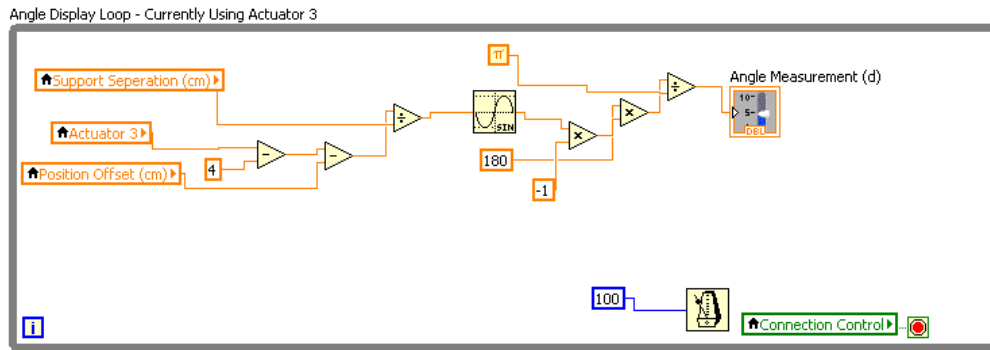 Angle Display Loop - Currently Using Actuator 3
π
Support Seperation (cm)
Angle Measurement (d)
10-
5-
DBL
SIN
Actuator 3
4
180
Position Offset (cm)
-1
100
i
Connection Control